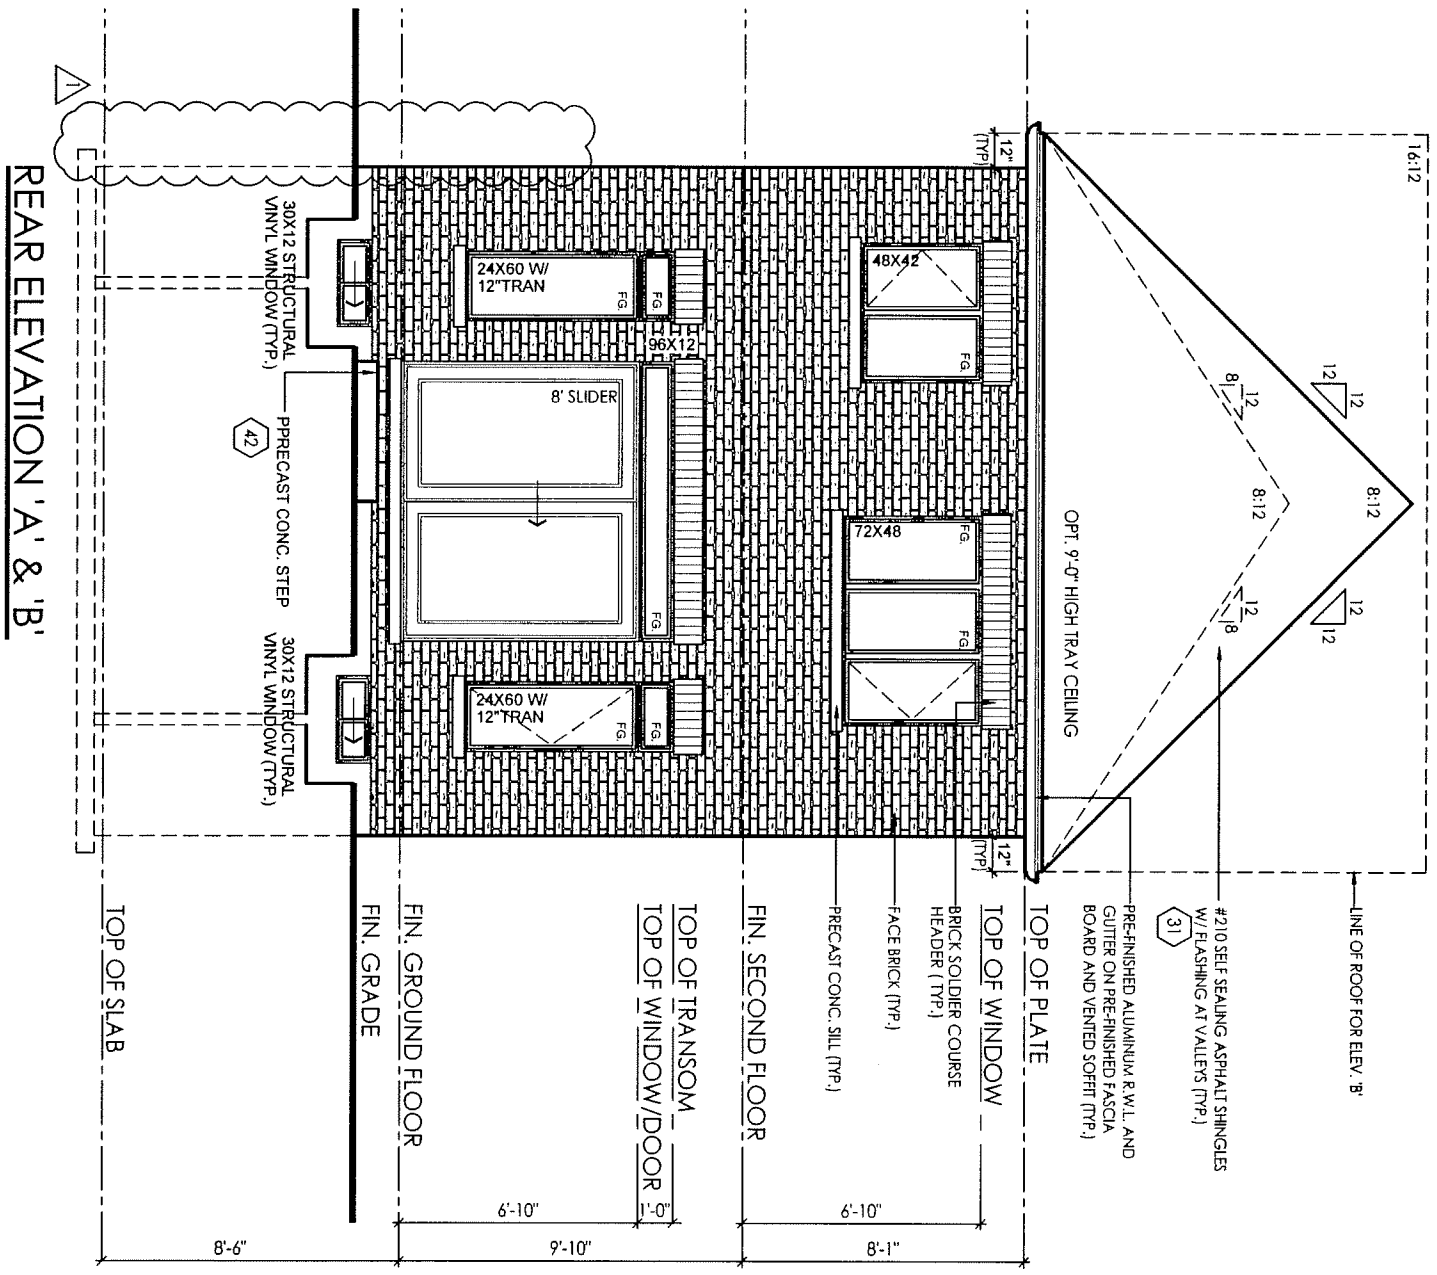 16:12
LINE OF ROOF FOR ELEV. 'B'
8:12
12
12
12
12
8:12
12
8
12
8
#210 SELF SEALING ASPHALT SHINGLES
W/ FLASHING AT VALLEYS (TYP.)
31
OPT. 9'-0" HIGH TRAY CEILING
PRE-FINISHED ALUMINUM R.W.L. AND
GUTTER ON PRE-FINISHED FASCIA
BOARD AND VENTED SOFFIT (TYP.)
12"
(TYP)
12"
(TYP)
TOP OF PLATE
TOP OF WINDOW
BRICK SOLDIER COURSE
HEADER ( TYP.)
FACE BRICK (TYP.)
PRECAST CONC. SILL (TYP.)
48X42
FG.
72X48
FG.
FG.
FIN. SECOND FLOOR
TOP OF TRANSOM
TOP OF WINDOW/DOOR
96X12
FG.
FG.
FG.
24X60 W/
12"TRAN
FG.
8' SLIDER
24X60 W/
12"TRAN
FG.
FIN. GROUND FLOOR
FIN. GRADE
TOP OF SLAB
30X12 STRUCTURAL
VINYL WINDOW (TYP.)
PPRECAST CONC. STEP
42
30X12 STRUCTURAL
VINYL WINDOW (TYP.)
6'-10"
1'-0"
6'-10"
8'-6"
9'-10"
8'-1"
1
REAR ELEVATION 'A' & 'B'